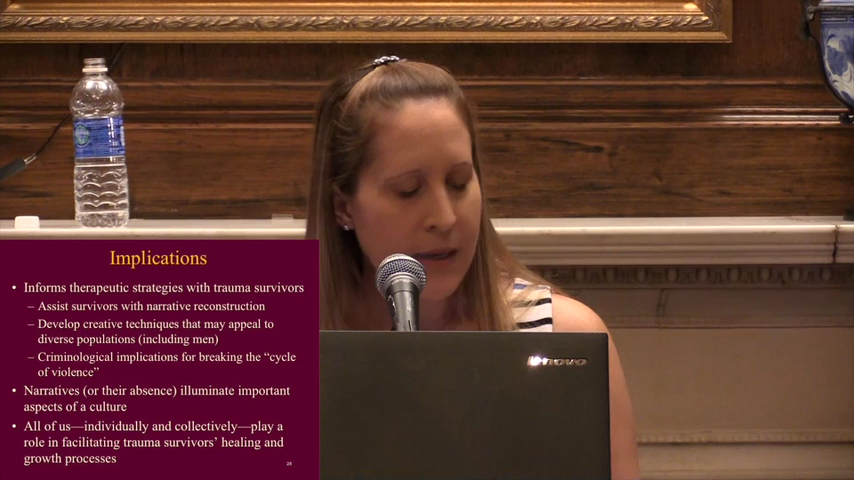 Implications
• Informs therapeutic strategies with trauma survivors
– Assist survivors with narrative reconstruction
– Develop creative techniques that may appeal to
diverse populations (including men)
– Criminological implications for breaking the “cycle
of violence”
• Narratives (or their absence) illuminate important
aspects of a culture
• All of us—individually and collectively—play a
role in facilitating trauma survivors’ healing and
growth processes
28
lenovo